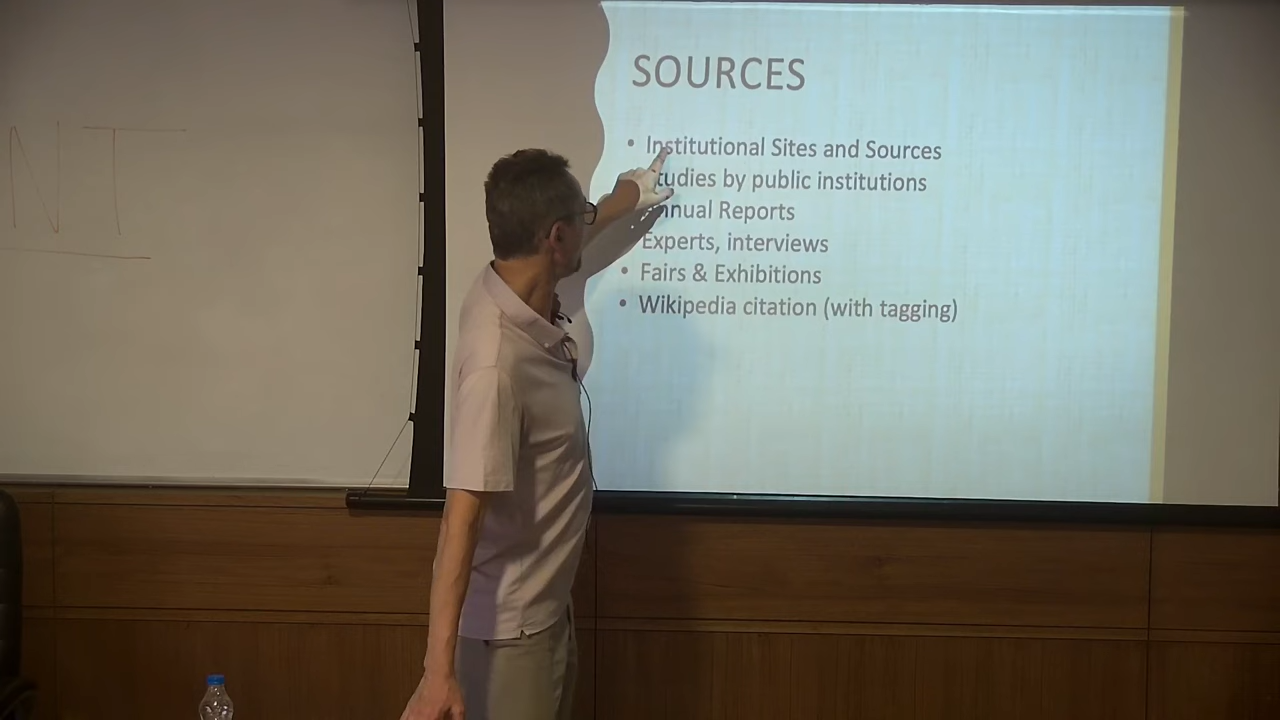 NT
SOURCES
• Institutional Sites and Sources
tudies by public institutions
nnual Reports
Experts, interviews
• Fairs & Exhibitions
• Wikipedia citation (with tagging)